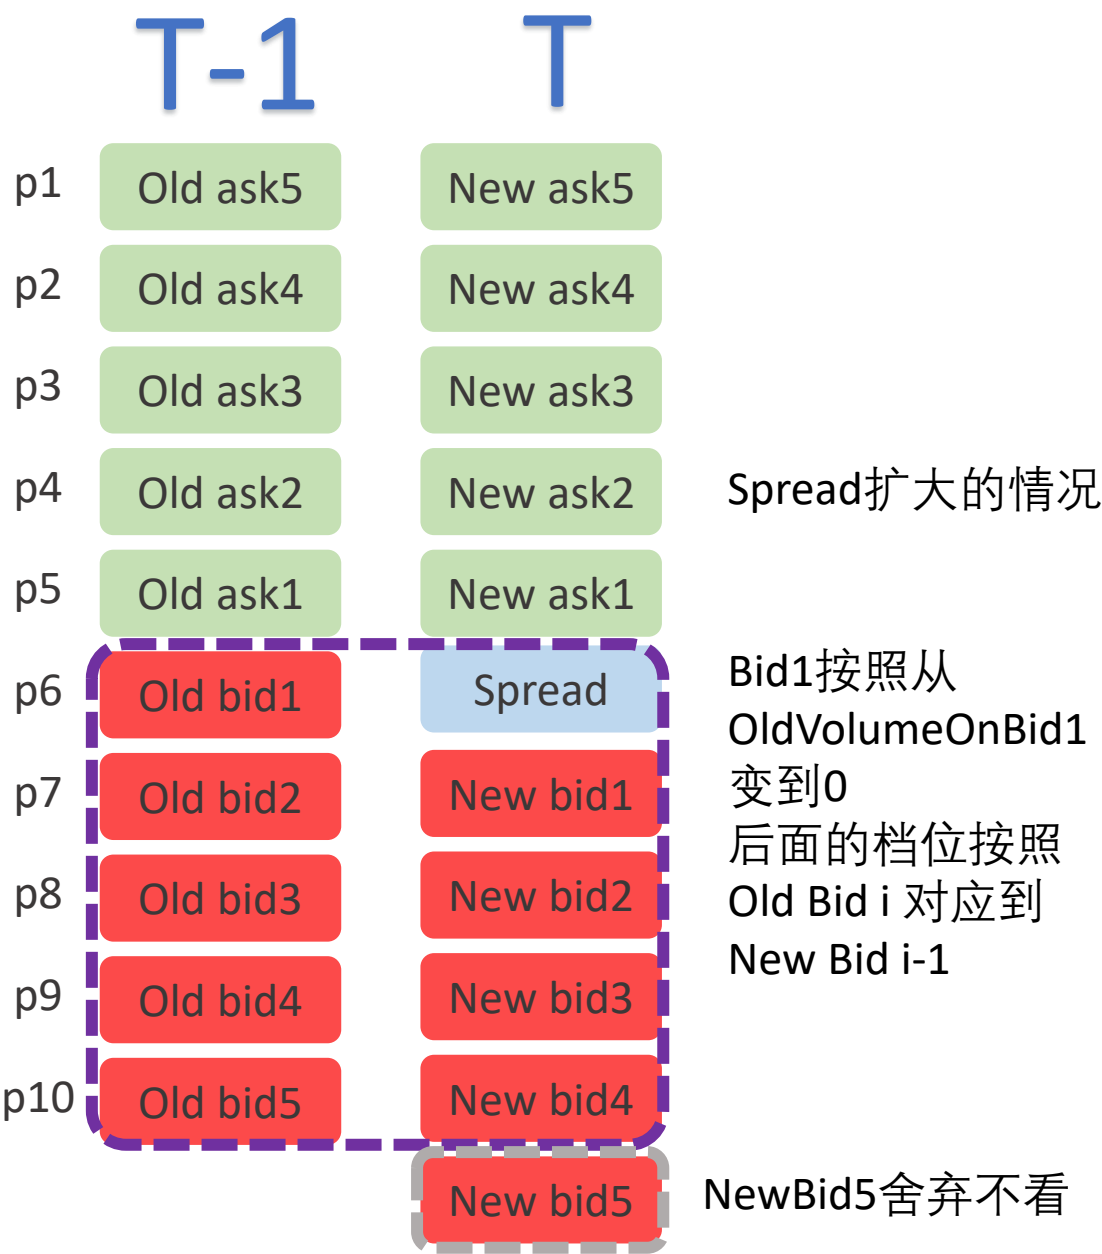 T-1 T
p1 Old ask5 New ask5
p2 Old ask4 New ask4
p3 Old ask3 New ask3
p4 Old ask2 New ask2 Spread扩大的情况
p5 Old ask1 New ask1
p6 Old bid1 Spread
p7 Old bid2 New bid1
p8 Old bid3 New bid2
p9 Old bid4 New bid3
p10 Old bid5 New bid4
Bid1按照从
OldVolumeOnBid1
变到0
后面的档位按照
Old Bid i 对应到
New Bid i-1
New bid5 NewBid5舍弃不看